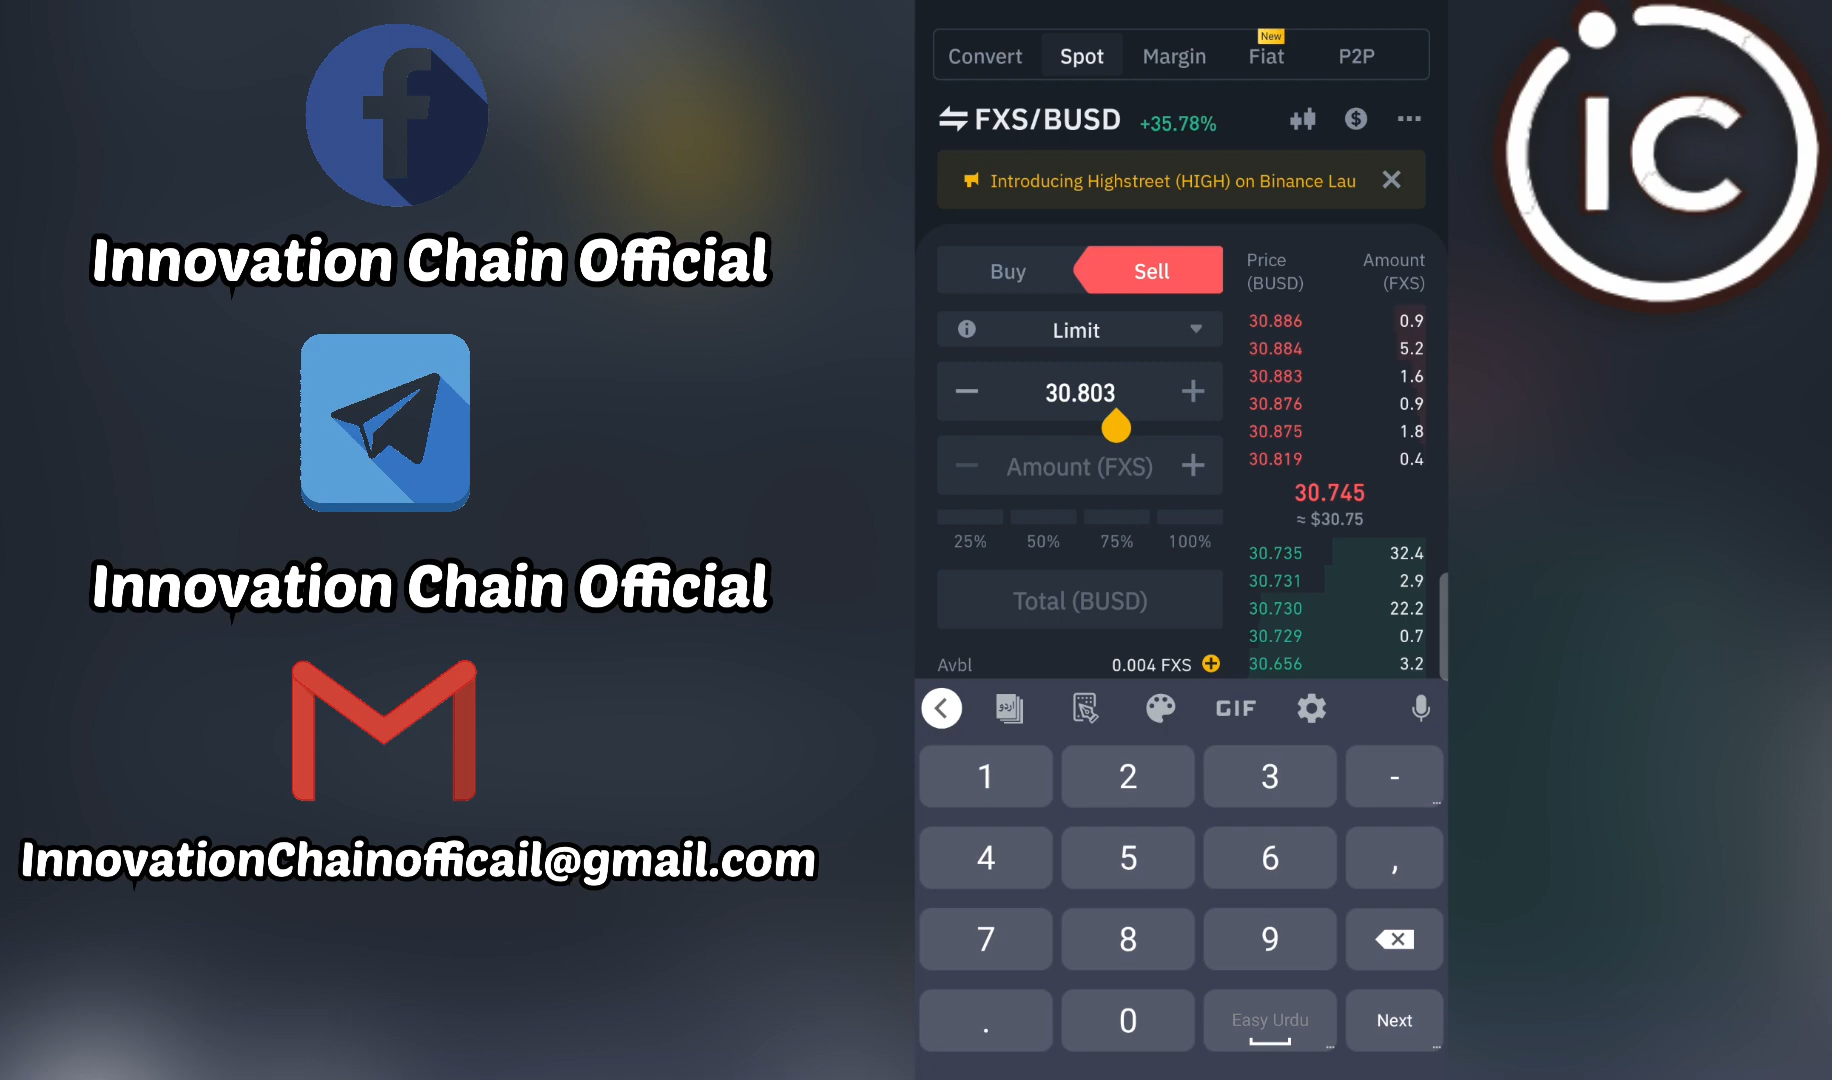 Innovation Chain Official
Innovation Chain Official
InnovationChainofficail@gmail.com
Convert Spot Margin New Fiat P2P
FXS/BUSD +35.78%
Introducing Highstreet (HIGH) on Binance Lau
Buy Sell
Limit
30.803
Amount (FXS)
25% 50% 75% 100%
Total (BUSD)
Avbl 0.004 FXS
Price Amount
(BUSD) (FXS)
30.886 0.9
30.884 5.2
30.883 1.6
30.876 0.9
30.875 1.8
30.819 0.4
30.745
≈ $30.75
30.735 32.4
30.731 2.9
30.730 22.2
30.729 0.7
30.656 3.2
اردو GIF
1 2 3 -
4 5 6 ,
7 8 9
. 0 Easy Urdu Next
IC